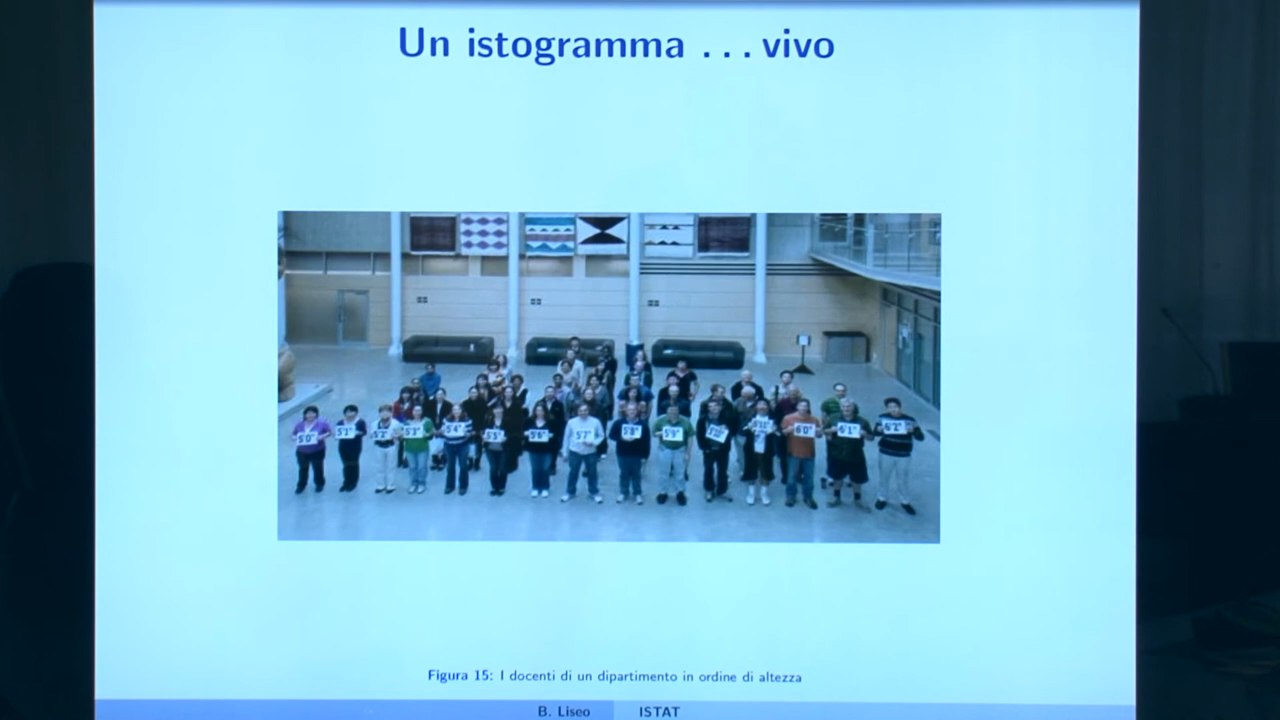 Un istogramma ... vivo
5'0" 5'1" 5'2" 5'3" 5'4" 5'5" 5'6" 5'7" 5'8" 5'9" 5'10" 5'11" 6'0" 6'1" 6'2"
Figura 15: I docenti di un dipartimento in ordine di altezza
B. Liseo ISTAT